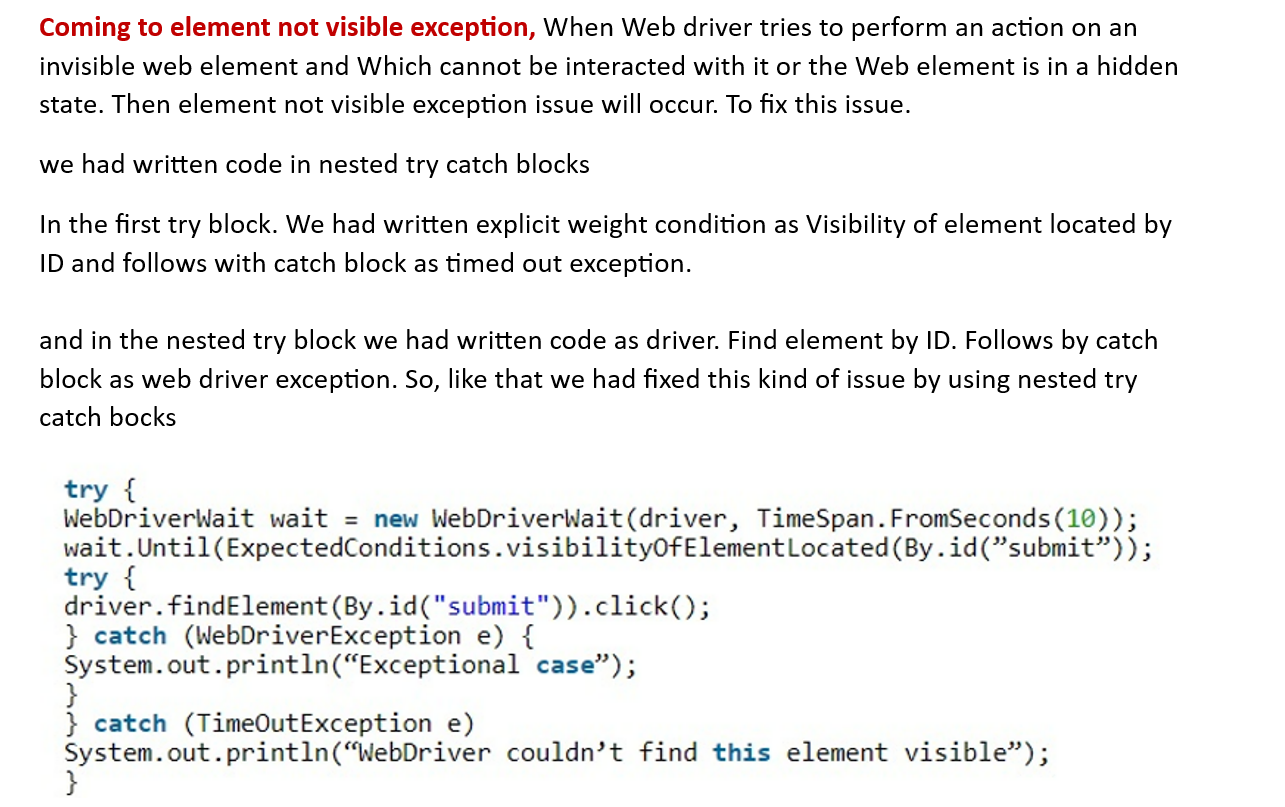 Coming to element not visible exception, When Web driver tries to perform an action on an
invisible web element and Which cannot be interacted with it or the Web element is in a hidden
state. Then element not visible exception issue will occur. To fix this issue.
we had written code in nested try catch blocks
In the first try block. We had written explicit weight condition as Visibility of element located by
ID and follows with catch block as timed out exception.
and in the nested try block we had written code as driver. Find element by ID. Follows by catch
block as web driver exception. So, like that we had fixed this kind of issue by using nested try
catch bocks
try {
WebDriverWait wait = new WebDriverWait(driver, TimeSpan.FromSeconds(10));
wait.Until(ExpectedConditions.visibilityOfElementLocated(By.id(”submit”));
try {
driver.findElement(By.id("submit")).click();
} catch (WebDriverException e) {
System.out.println(“Exceptional case”);
}
} catch (TimeOutException e)
System.out.println(“WebDriver couldn’t find this element visible”);
}